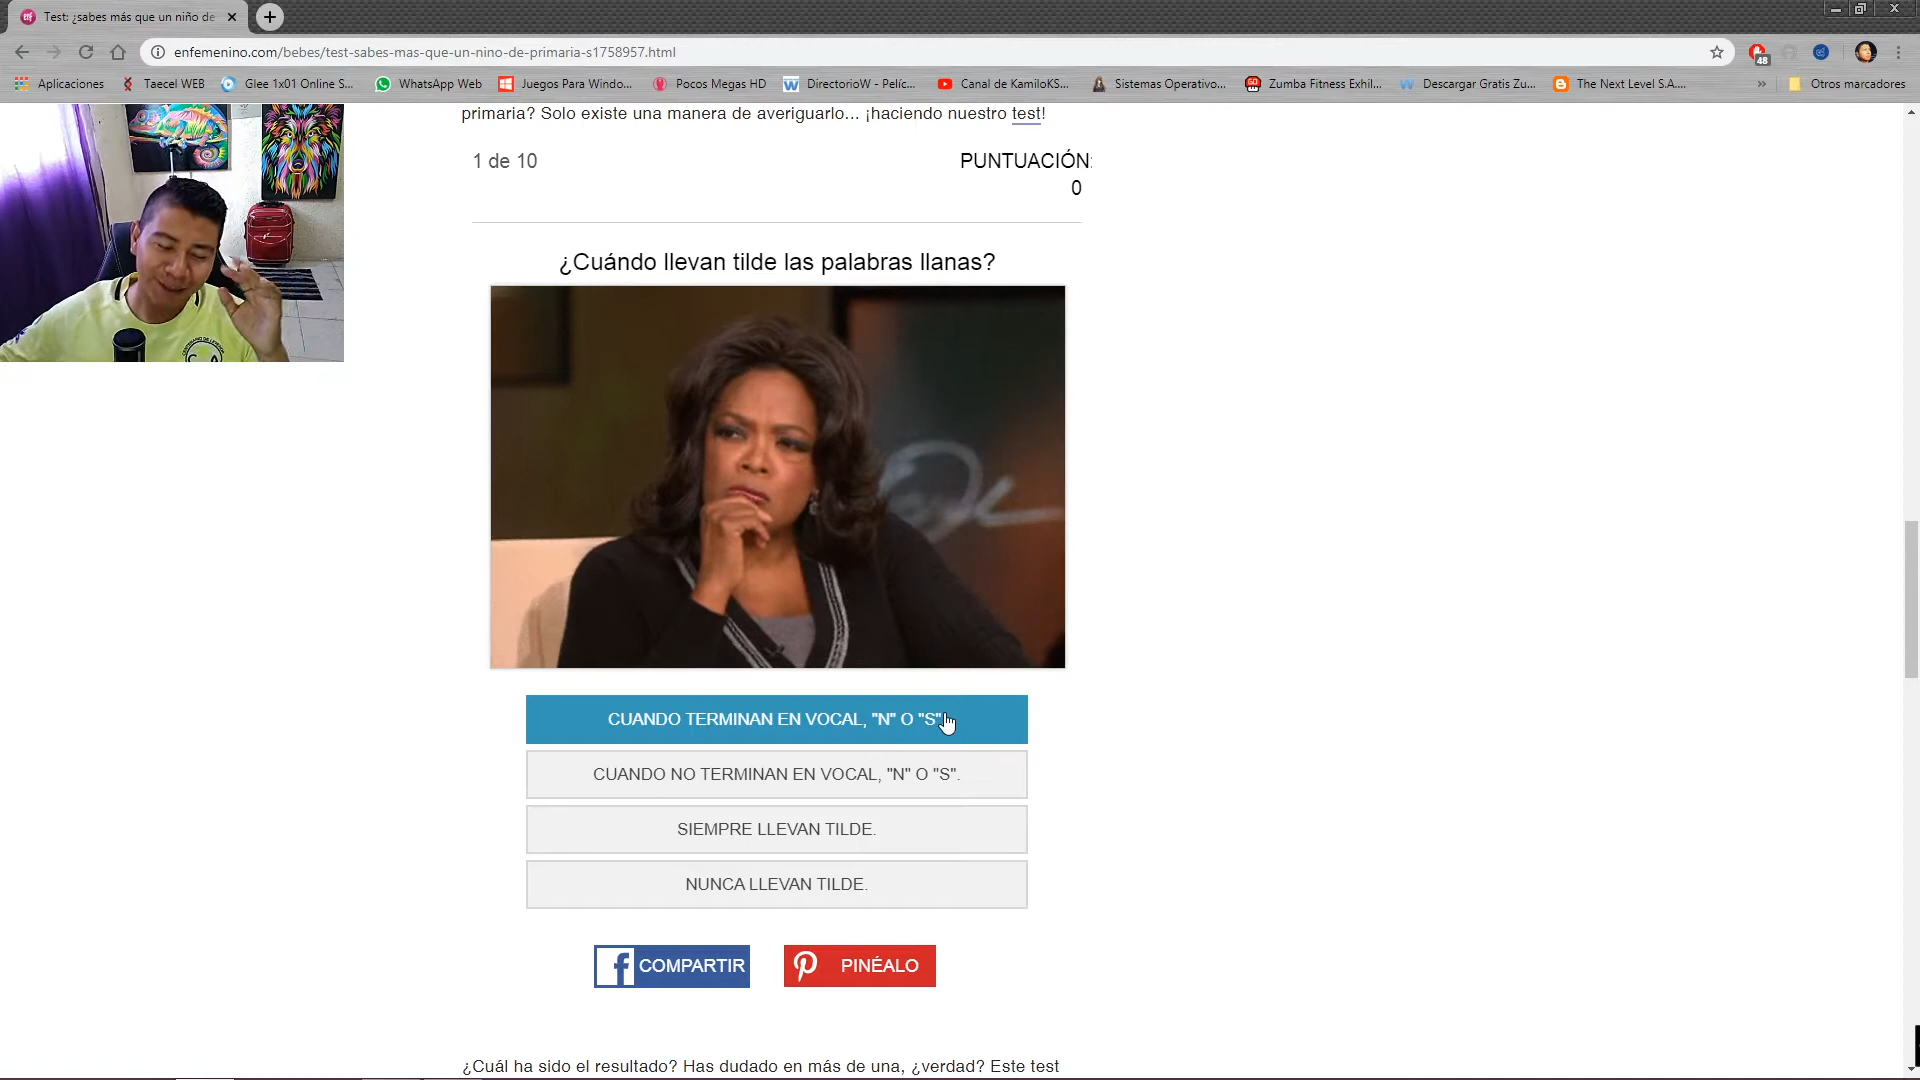 Test: ¿sabes más que un niño de
enfemenino.com/bebes/test-sabes-mas-que-un-nino-de-primaria-s1758957.html
48
Aplicaciones
Taecel WEB
Glee 1x01 Online S...
WhatsApp Web
Juegos Para Windo...
Pocos Megas HD
DirectorioW - Pelíc...
Canal de KamiloKS...
Sistemas Operativo...
Zumba Fitness Exhil...
Descargar Gratis Zu...
The Next Level S.A....
»
Otros marcadores
primaria? Solo existe una manera de averiguarlo... ¡haciendo nuestro test!
1 de 10
PUNTUACIÓN:
0
¿Cuándo llevan tilde las palabras llanas?
CUANDO TERMINAN EN VOCAL, "N" O "S"
CUANDO NO TERMINAN EN VOCAL, "N" O "S".
SIEMPRE LLEVAN TILDE.
NUNCA LLEVAN TILDE.
COMPARTIR
PINÉALO
¿Cuál ha sido el resultado? Has dudado en más de una, ¿verdad? Este test